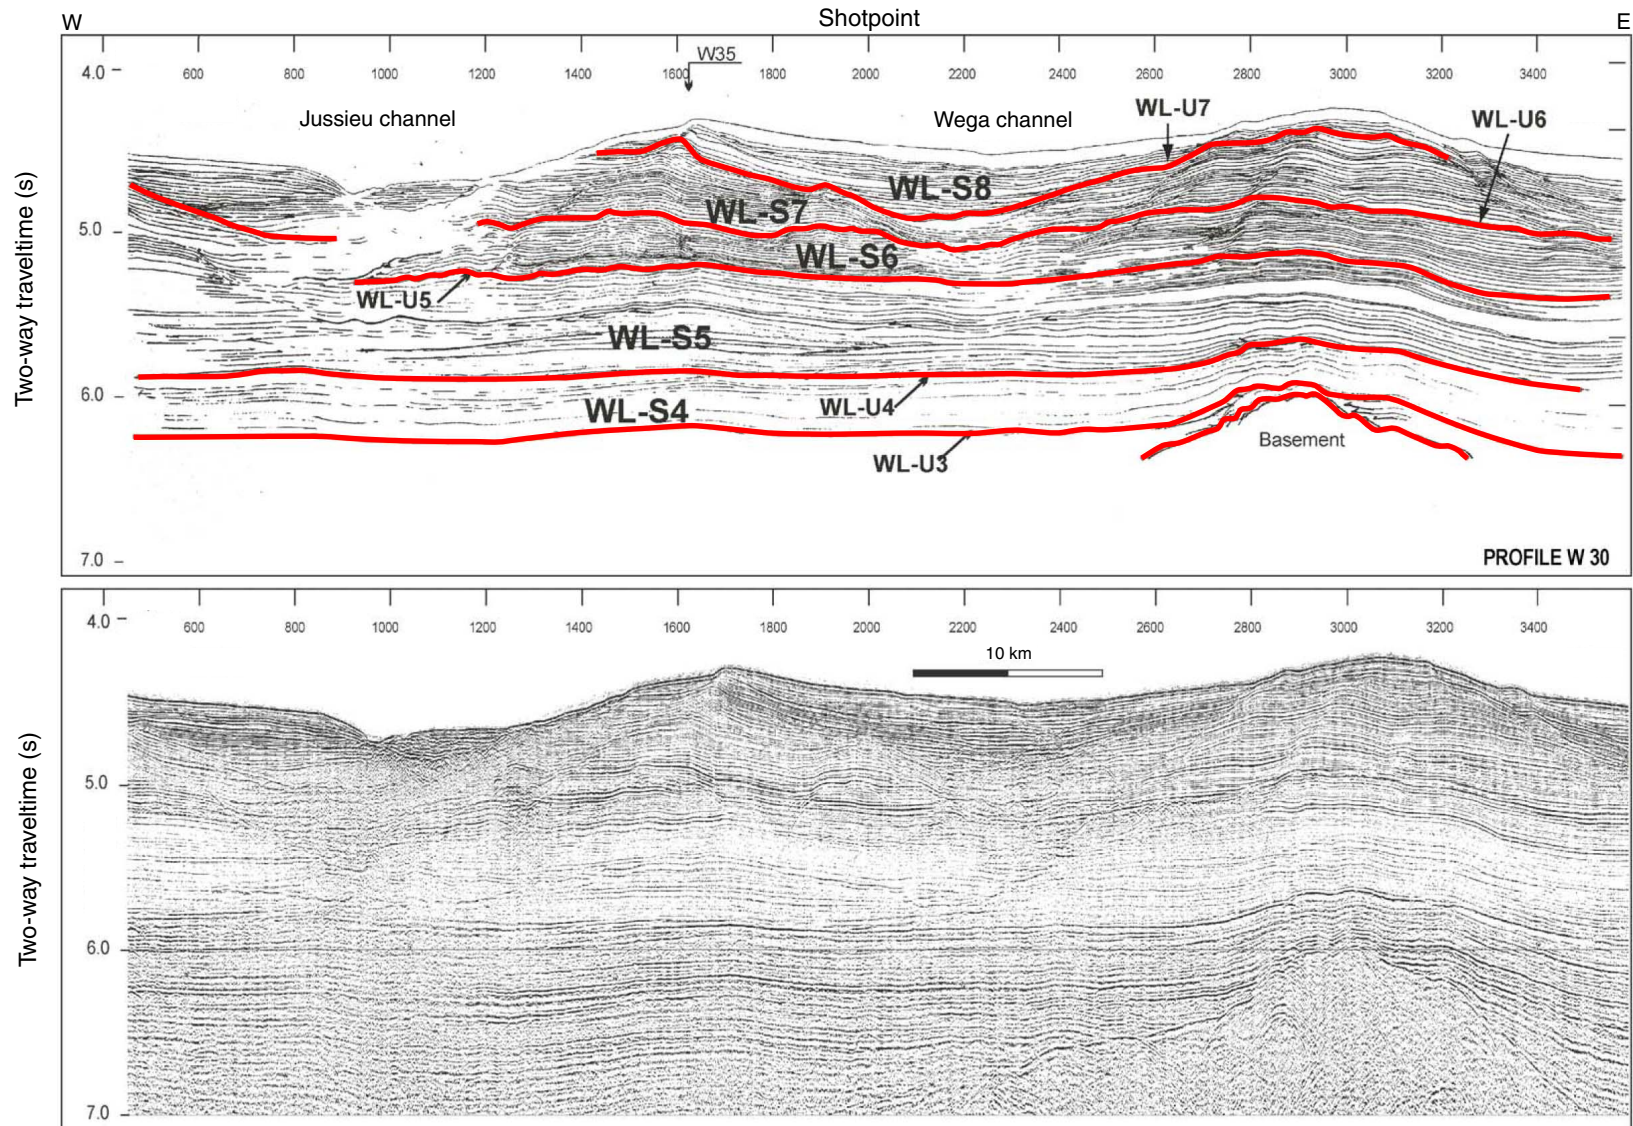 W Shotpoint E
W35
4.0 600 800 1000 1200 1400 1600 1800 2000 2200 2400 2600 2800 3000 3200 3400
Jussieu channel Wega channel WL-U7 WL-U6
WL-S8
WL-S7
5.0
WL-S6
WL-U5
Two-way traveltime (s)
WL-S5
6.0
WL-S4 WL-U4
Basement
WL-U3
7.0 PROFILE W 30
4.0 600 800 1000 1200 1400 1600 1800 2000 2200 2400 2600 2800 3000 3200 3400
10 km
5.0
Two-way traveltime (s)
6.0
7.0